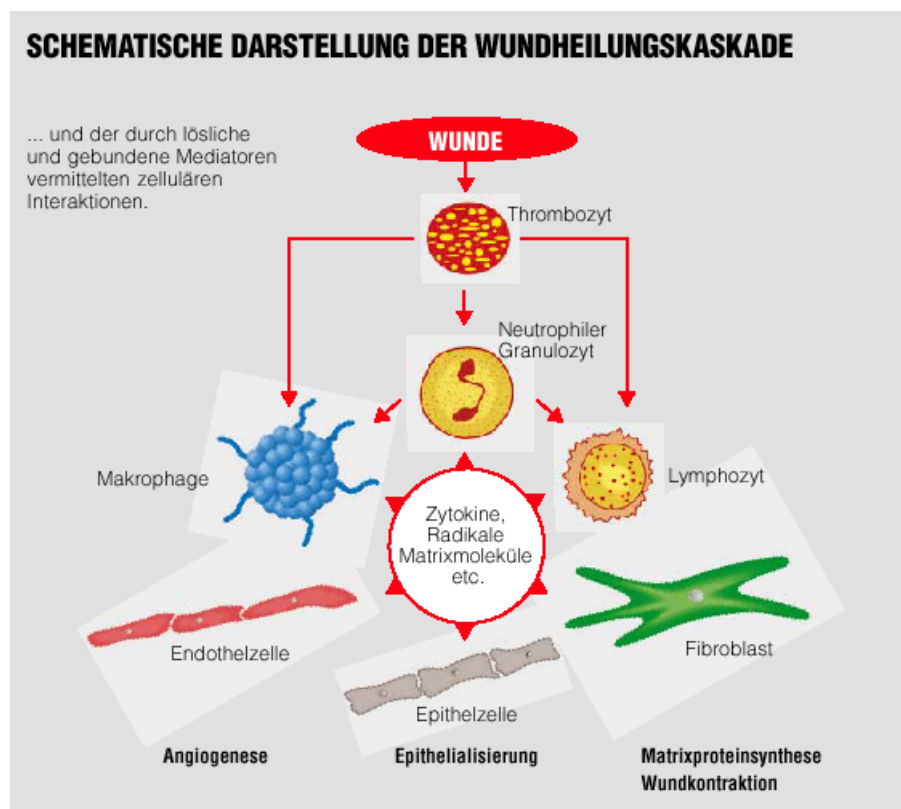 SCHEMATISCHE DARSTELLUNG DER WUNDHEILUNGSKASKADE
... und der durch lösliche
und gebundene Mediatoren
vermittelten zellulären
Interaktionen.
WUNDE
Thrombozyt
Neutrophiler
Granulozyt
Makrophage
Lymphozyt
Zytokine,
Radikale
Matrixmoleküle
etc.
Endothelzelle
Fibroblast
Epithelzelle
Angiogenese
Epithelialisierung
Matrixproteinsynthese
Wundkontraktion